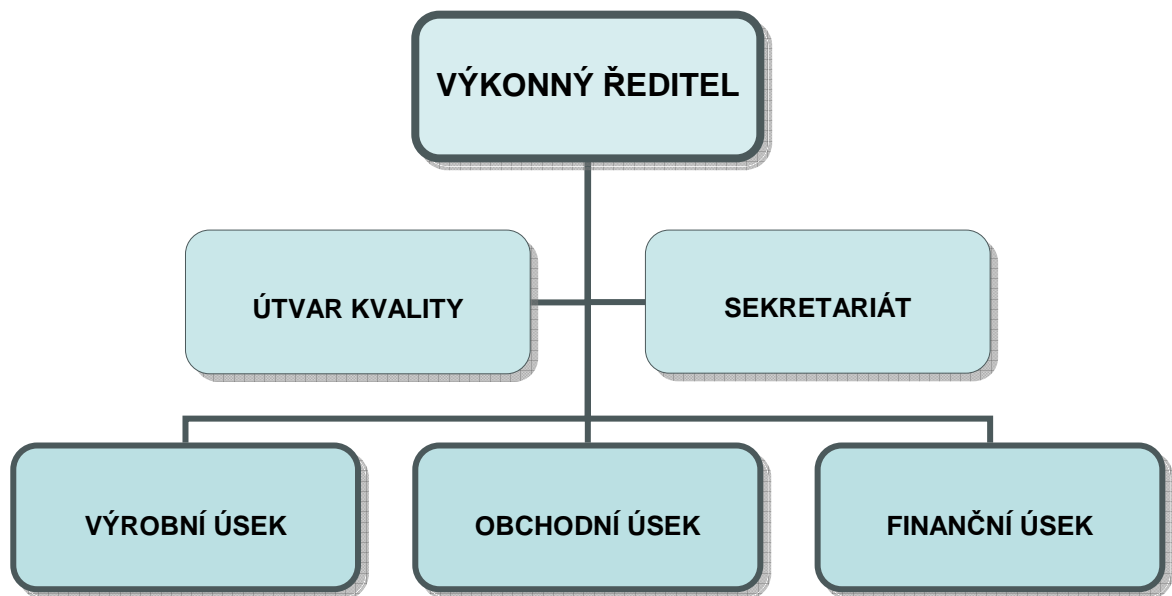 VÝKONNÝ ŘEDITEL
ÚTVAR KVALITY
SEKRETARIÁT
VÝROBNÍ ÚSEK
OBCHODNÍ ÚSEK
FINANČNÍ ÚSEK